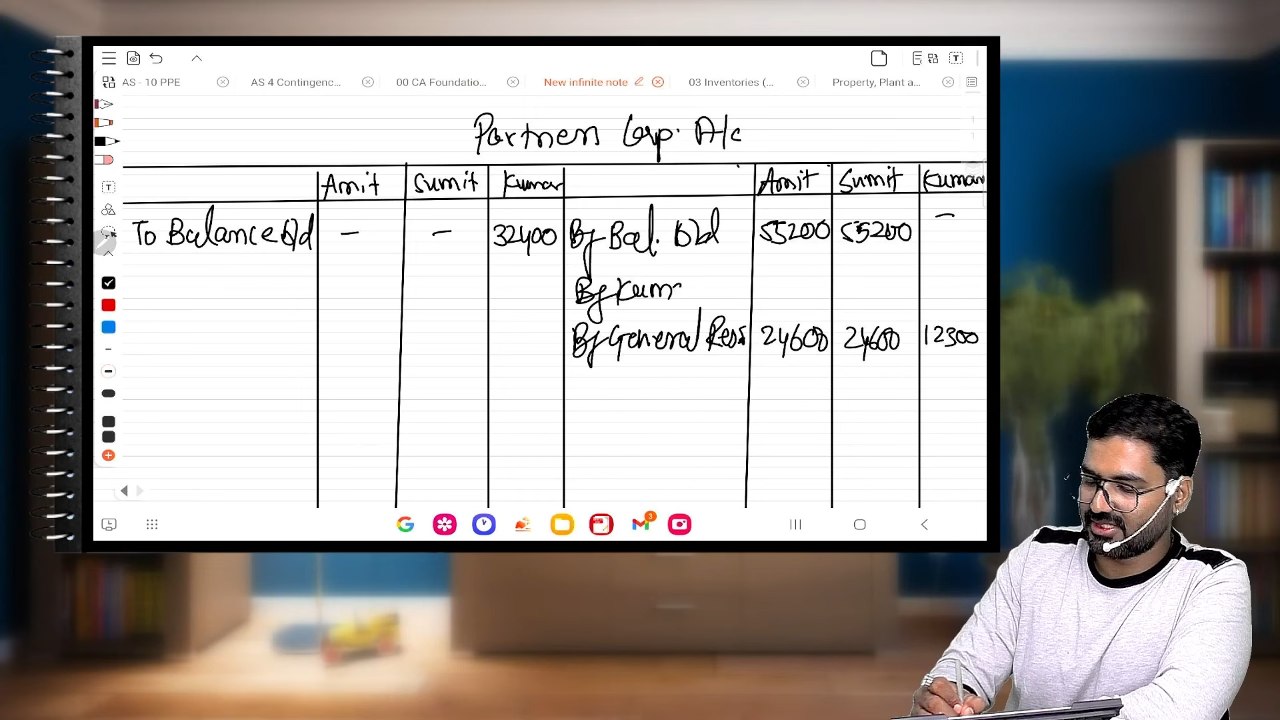 AS - 10 PPE AS 4 Contingenc... 00 CA Foundatio... New infinite note 03 Inventories (... Property, Plant a...
Partners Cap. A/c
Amit Sumit Kumar Amit Sumit Kumar
To Balance b/d - - 32400 By Bal. b/d 55200 55200 -
By Kum
By General Res. 24600 24600 12300
3